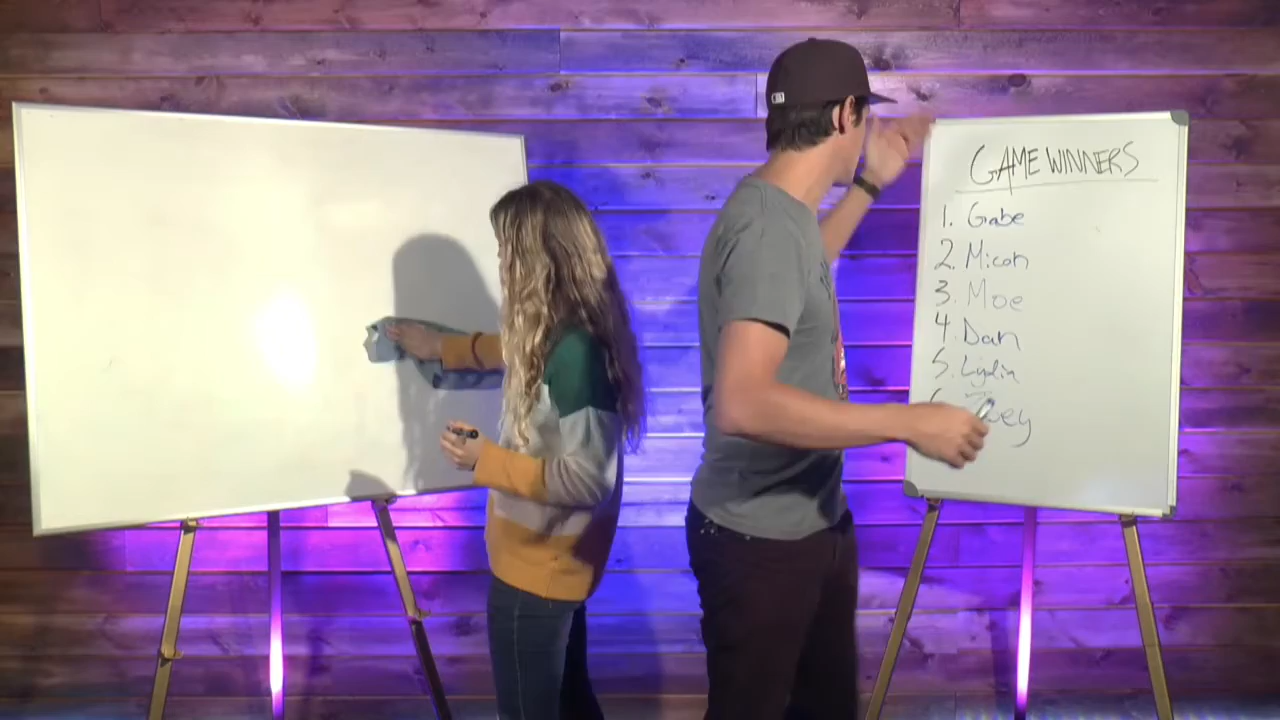 GAME WINNERS
1. Gabe
2. Micah
3. Moe
4. Dan
5. Lydia